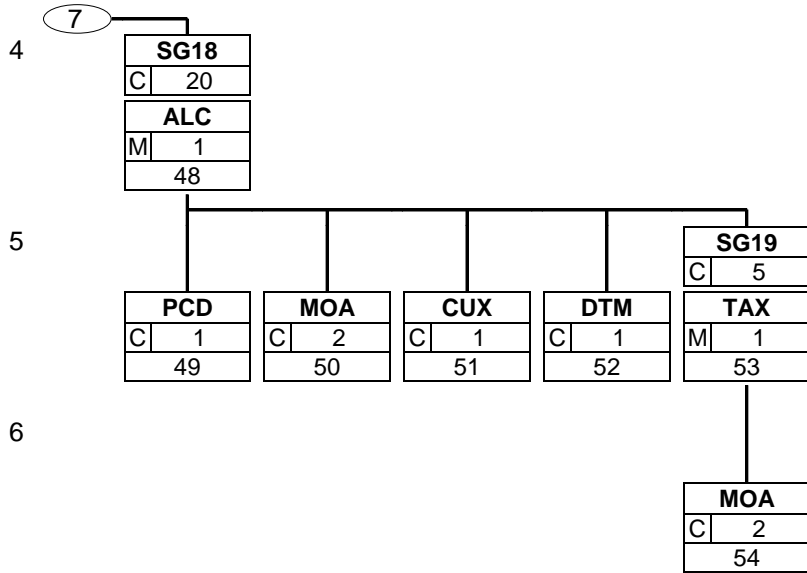 7
4
SG18
C 20
ALC
M 1
48
5
SG19
C 5
PCD MOA CUX DTM TAX
C 1 C 2 C 1 C 1 M 1
49 50 51 52 53
6
MOA
C 2
54